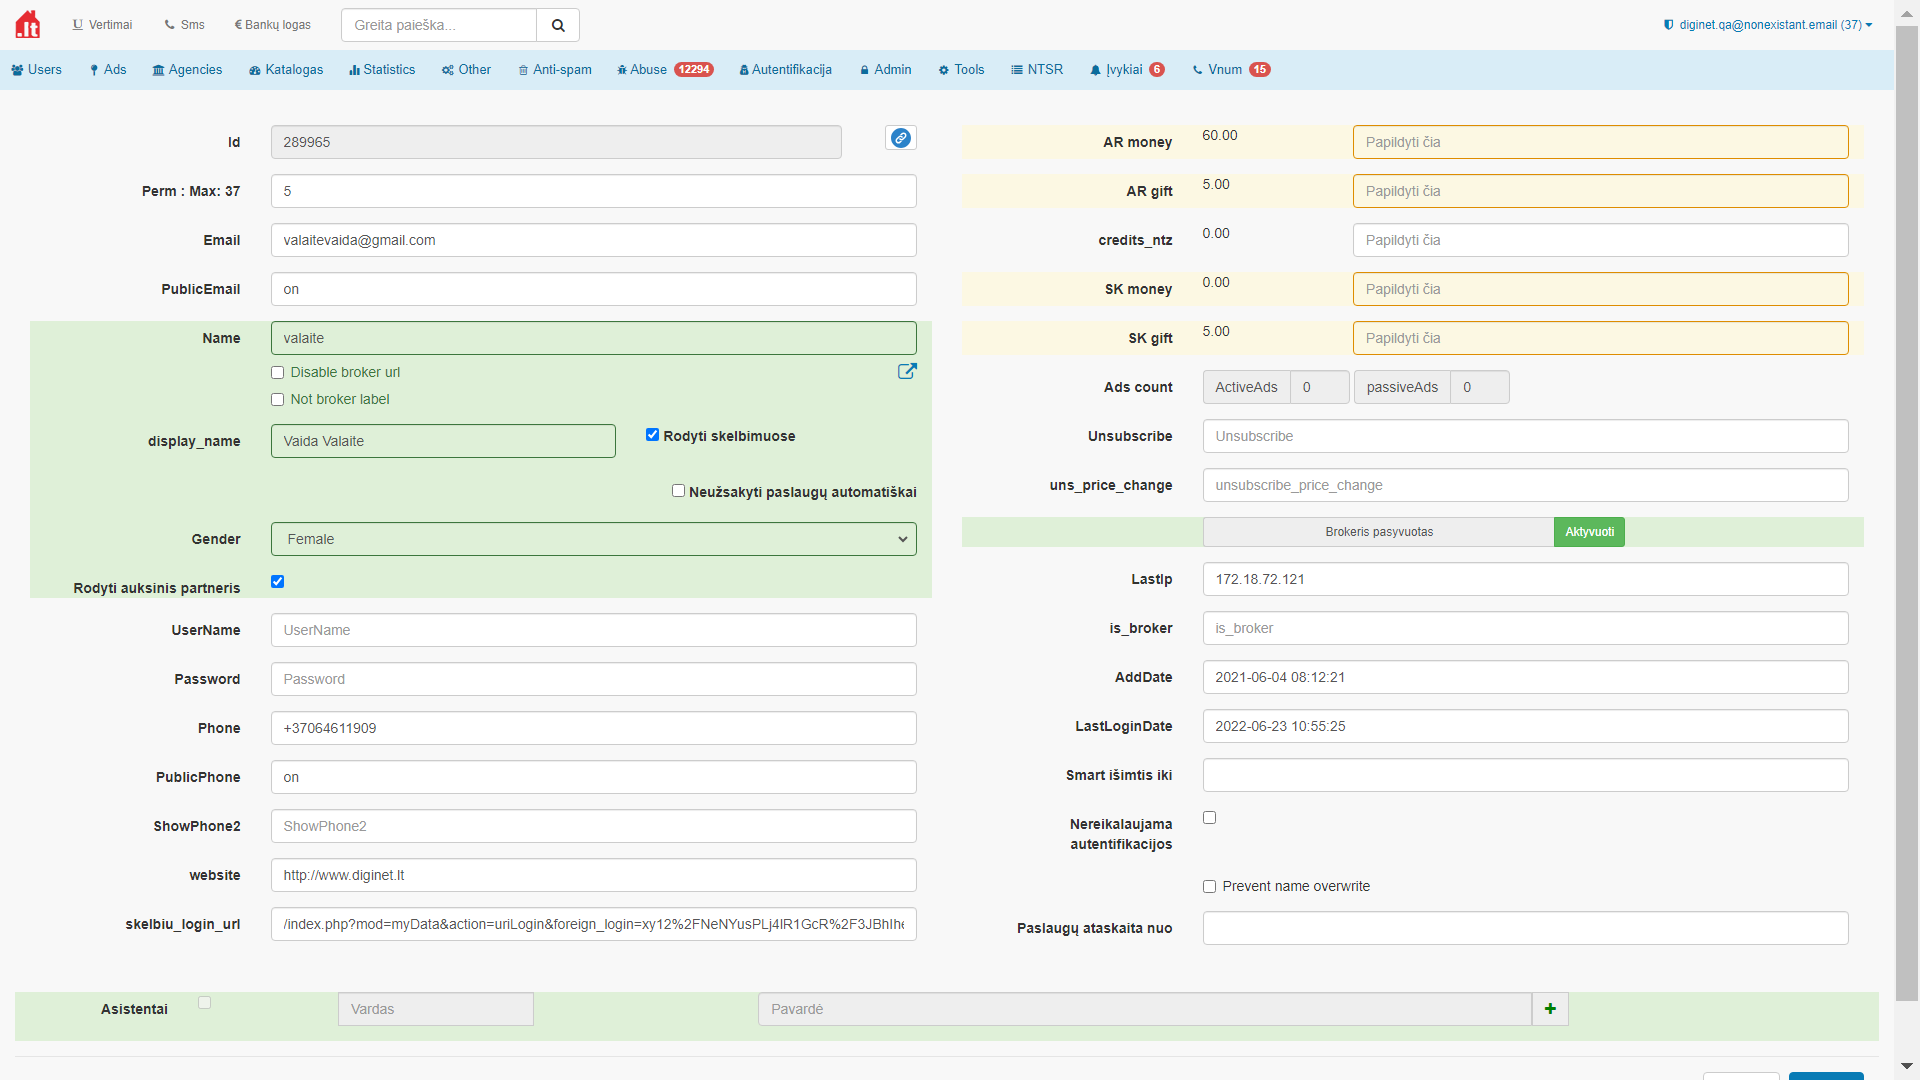 .lt
Vertimai
Sms
€ Bankų logas
Greita paieška...
diginet.qa@nonexistant.email (37)
Users
Ads
Agencies
Katalogas
Statistics
Other
Anti-spam
Abuse 12294
Autentifikacija
Admin
Tools
NTSR
Įvykiai 6
Vnum 15
Id 289965
Perm : Max: 37 5
Email valaitevaida@gmail.com
PublicEmail on
Name valaite
Disable broker url
Not broker label
display_name Vaida Valaite Rodyti skelbimuose
Neužsakyti paslaugų automatiškai
Gender Female
Rodyti auksinis partneris
UserName UserName
Password Password
Phone +37064611909
PublicPhone on
ShowPhone2 ShowPhone2
website http://www.diginet.lt
skelbiu_login_url /index.php?mod=myData&action=uriLogin&foreign_login=xy12%2FNeNYusPLj4lR1GcR%2F3JBhIhe
AR money 60.00 Papildyti čia
AR gift 5.00 Papildyti čia
credits_ntz 0.00 Papildyti čia
SK money 0.00 Papildyti čia
SK gift 5.00 Papildyti čia
Ads count ActiveAds 0 passiveAds 0
Unsubscribe Unsubscribe
uns_price_change unsubscribe_price_change
Brokeris pasyvuotas Aktyvuoti
LastIp 172.18.72.121
is_broker is_broker
AddDate 2021-06-04 08:12:21
LastLoginDate 2022-06-23 10:55:25
Smart išimtis iki
Nereikalaujama
autentifikacijos
Prevent name overwrite
Paslaugų ataskaita nuo
Asistentai Vardas Pavardė